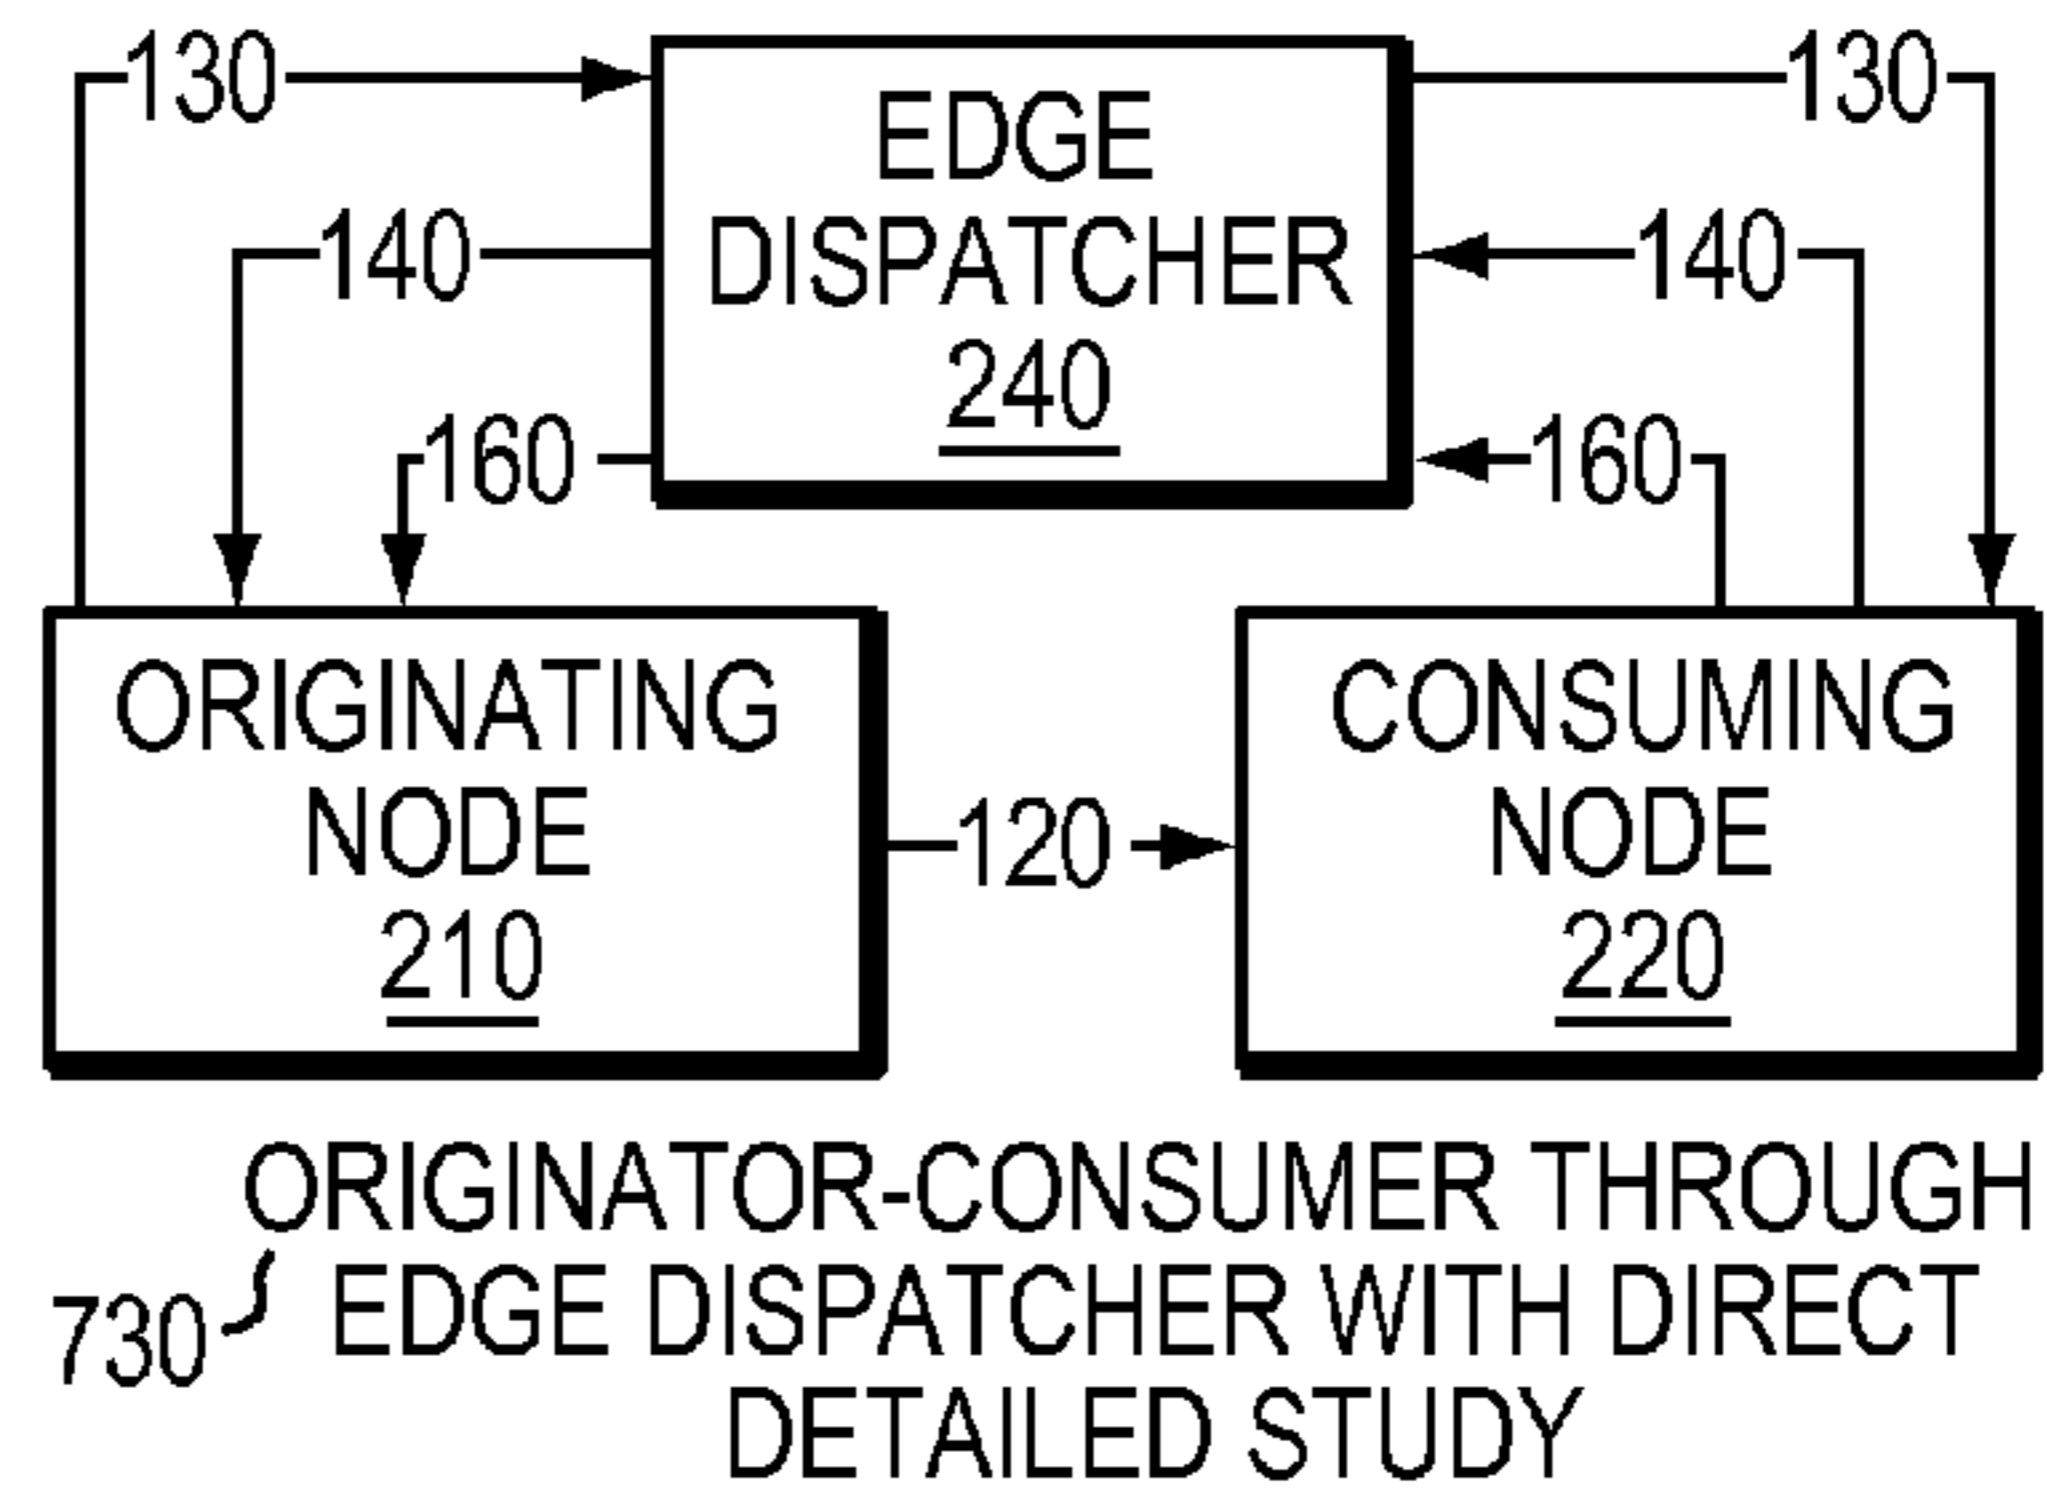 130
130
EDGE
DISPATCHER
240
140
140
160
160
ORIGINATING
NODE
210
120
CONSUMING
NODE
220
ORIGINATOR-CONSUMER THROUGH
730
EDGE DISPATCHER WITH DIRECT
DETAILED STUDY